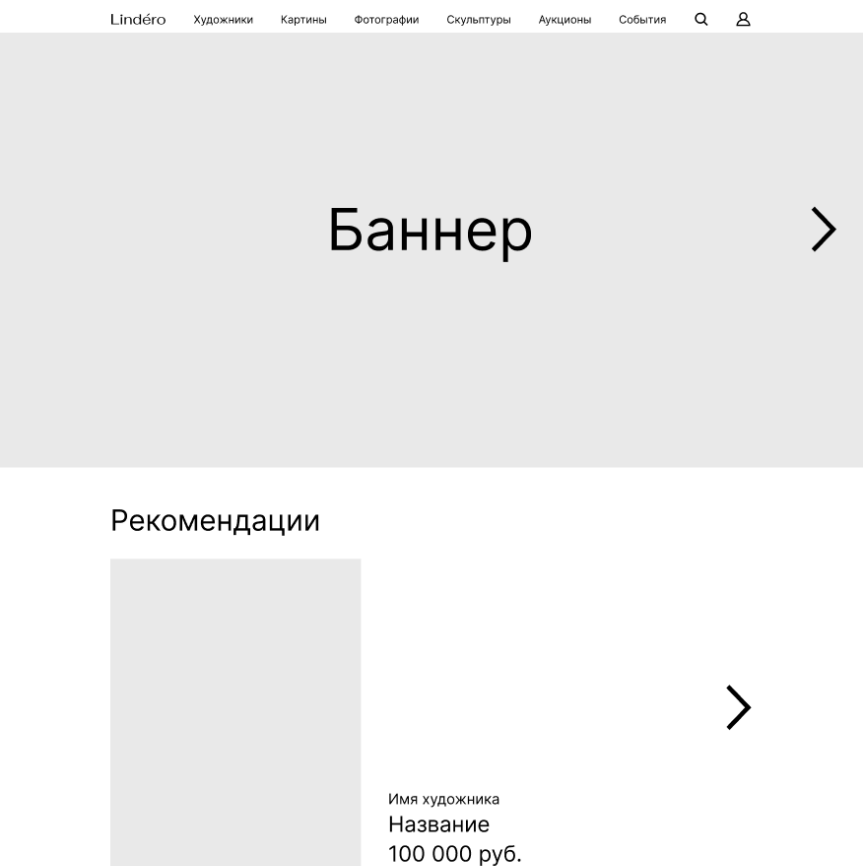 Lindéro Художники Картины Фотографии Скульптуры Аукционы События
Баннер
Рекомендации
Имя художника
Название
100 000 руб.